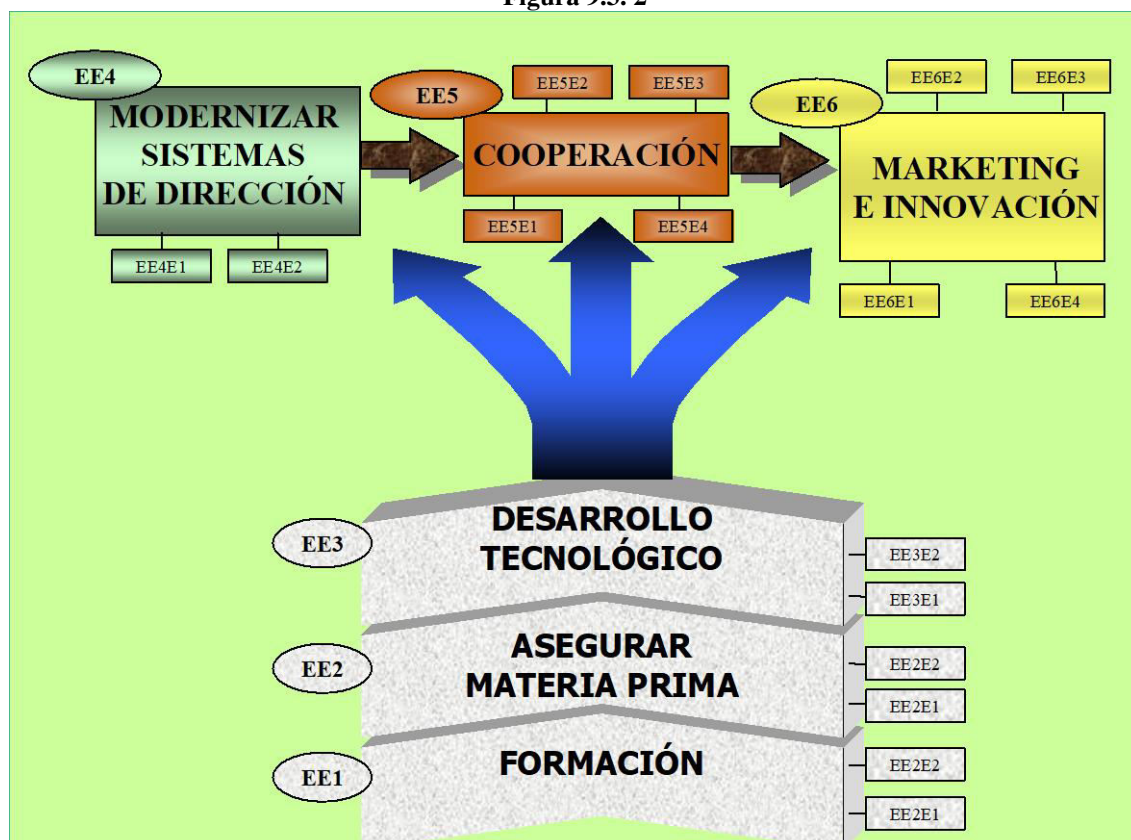 Figura 9.3. 2
EE4
MODERNIZAR
SISTEMAS
DE DIRECCIÓN
EE4E1
EE4E2
EE5
EE5E2
EE5E3
COOPERACIÓN
EE5E1
EE5E4
EE6
EE6E2
EE6E3
MARKETING
E INNOVACIÓN
EE6E1
EE6E4
EE3
DESARROLLO
TECNOLÓGICO
EE3E2
EE3E1
EE2
ASEGURAR
MATERIA PRIMA
EE2E2
EE2E1
EE1
FORMACIÓN
EE2E2
EE2E1